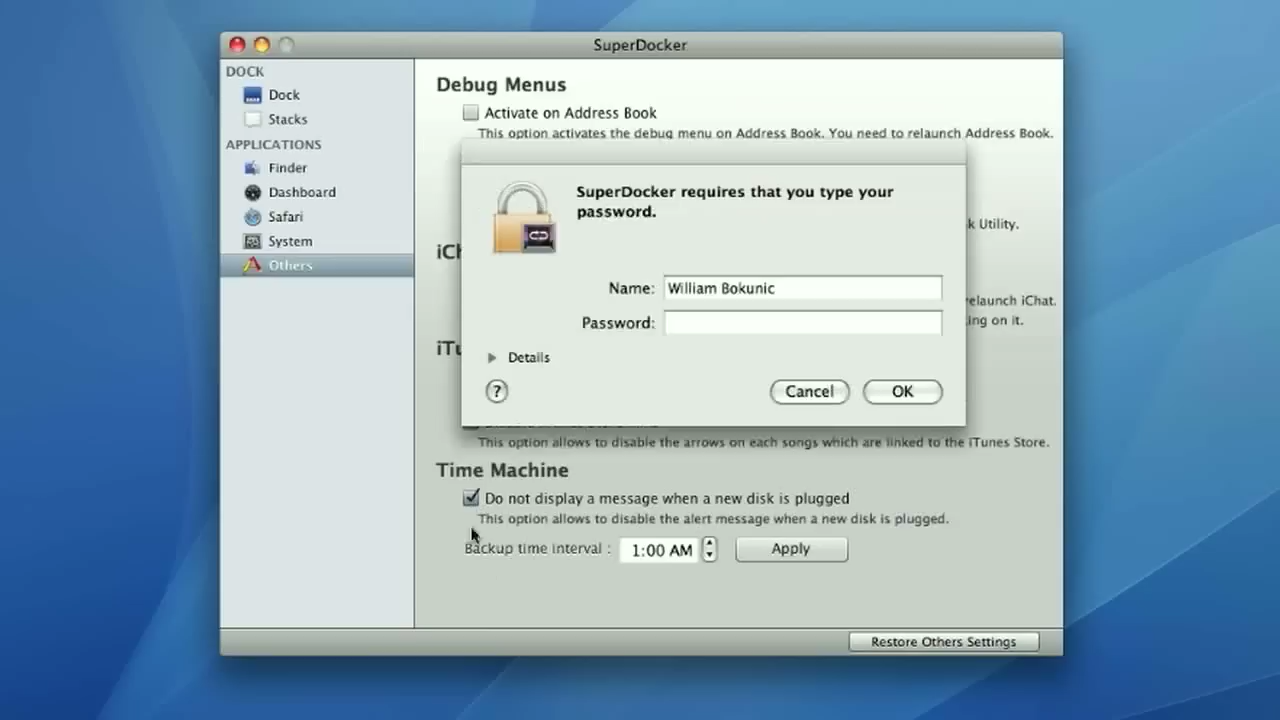 SuperDocker
DOCK
Dock
Stacks
APPLICATIONS
Finder
Dashboard
Safari
System
Others
Debug Menus
Activate on Address Book
This option activates the debug menu on Address Book. You need to relaunch Address Book.
SuperDocker requires that you type your
password.
k Utility.
iCh
Name: William Bokunic
relaunch iChat.
Password:
ing on it.
iTu
Details
?
Cancel
OK
This option allows to disable the arrows on each songs which are linked to the iTunes Store.
Time Machine
Do not display a message when a new disk is plugged
This option allows to disable the alert message when a new disk is plugged.
Backup time interval : 1:00 AM Apply
Restore Others Settings